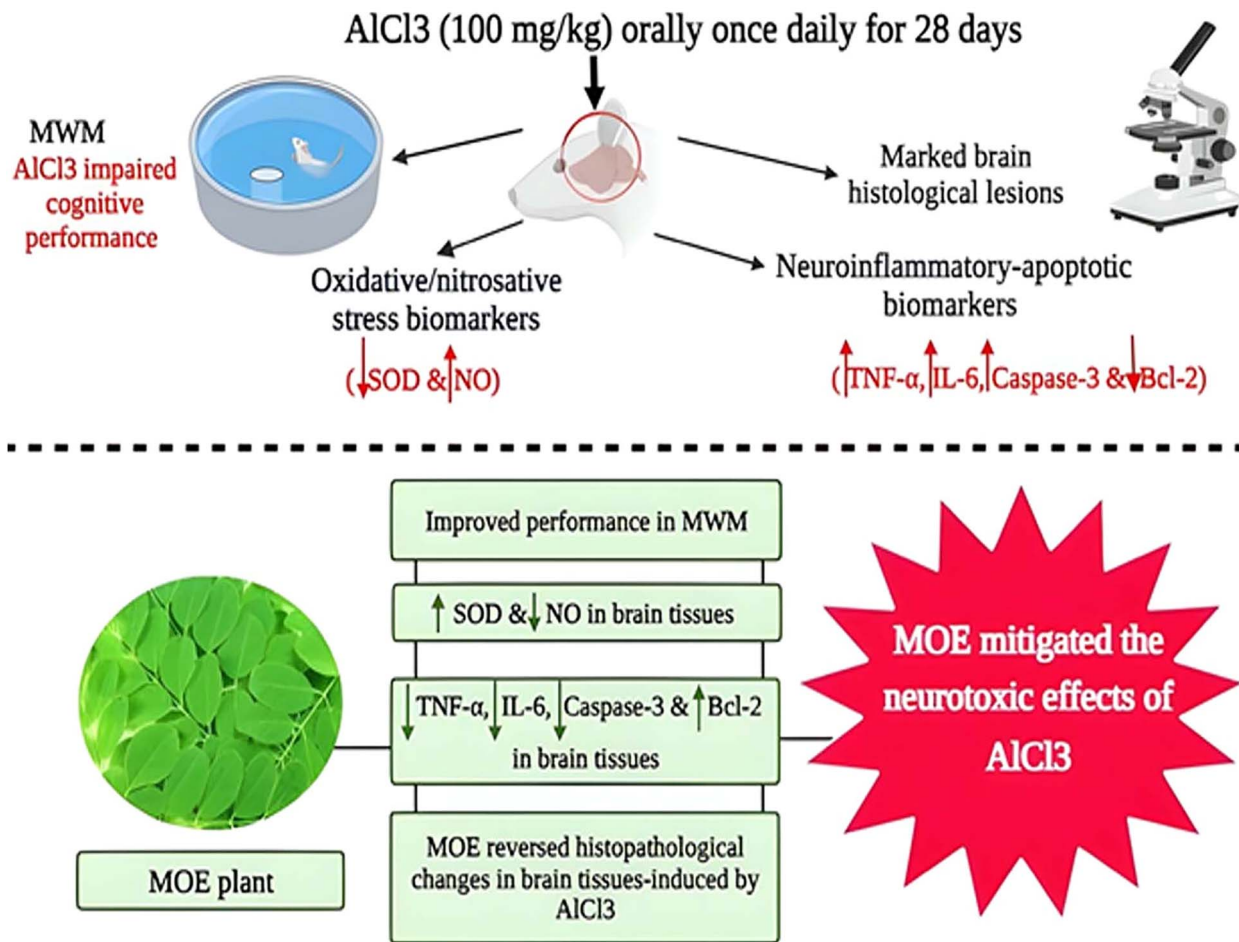 AlCl3 (100 mg/kg) orally once daily for 28 days
MWM
AlCl3 impaired
cognitive
performance
Marked brain
histological lesions
Oxidative/nitrosative
stress biomarkers
(↓SOD & ↑NO)
Neuroinflammatory-apoptotic
biomarkers
(↑TNF-α, ↑IL-6, ↑Caspase-3 & ↓Bcl-2)
Improved performance in MWM
↑ SOD & ↓ NO in brain tissues
↓ TNF-α, ↓ IL-6, ↓ Caspase-3 & ↑ Bcl-2
in brain tissues
MOE reversed histopathological
changes in brain tissues-induced by
AlCl3
MOE plant
MOE mitigated the
neurotoxic effects of
AlCl3